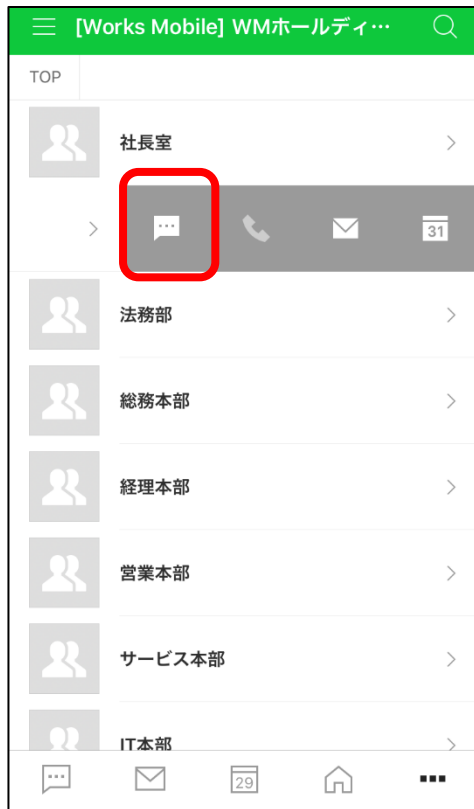 [Works Mobile] WMホールディ…
TOP
社長室
31
法務部
総務本部
経理本部
営業本部
サービス本部
IT本部
29